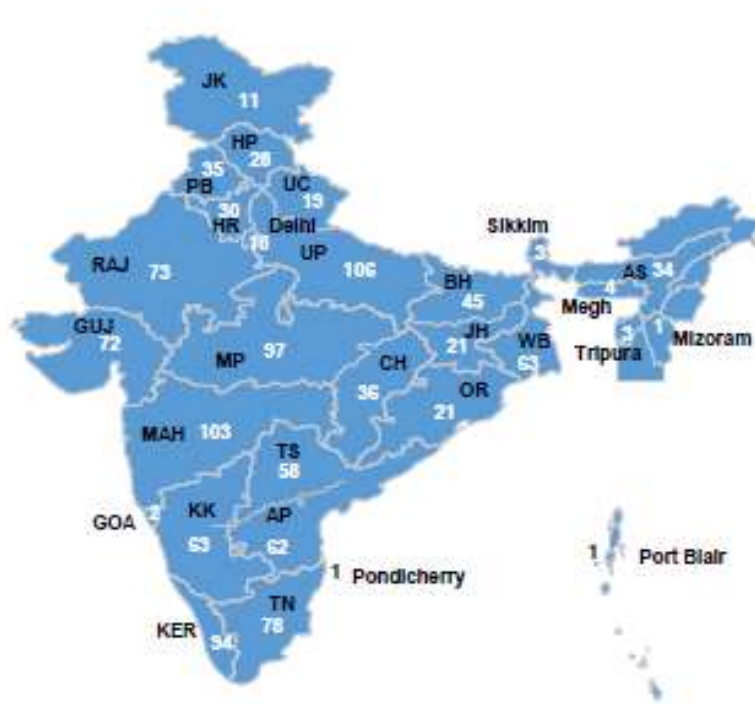 JK
11
HP
28
35
PB
UC
19
30
HR
Delhi
Sikkim
3
RAJ
73
UP
106
AS
34
BH
45
4
Megh
GUJ
72
MP
97
JH
21
WB
63
3
1
Mizoram
Tripura
CH
36
OR
21
MAH
103
TS
58
GOA
2
KK
63
AP
62
1
Port Blair
1
Pondicherry
TN
78
KER
34